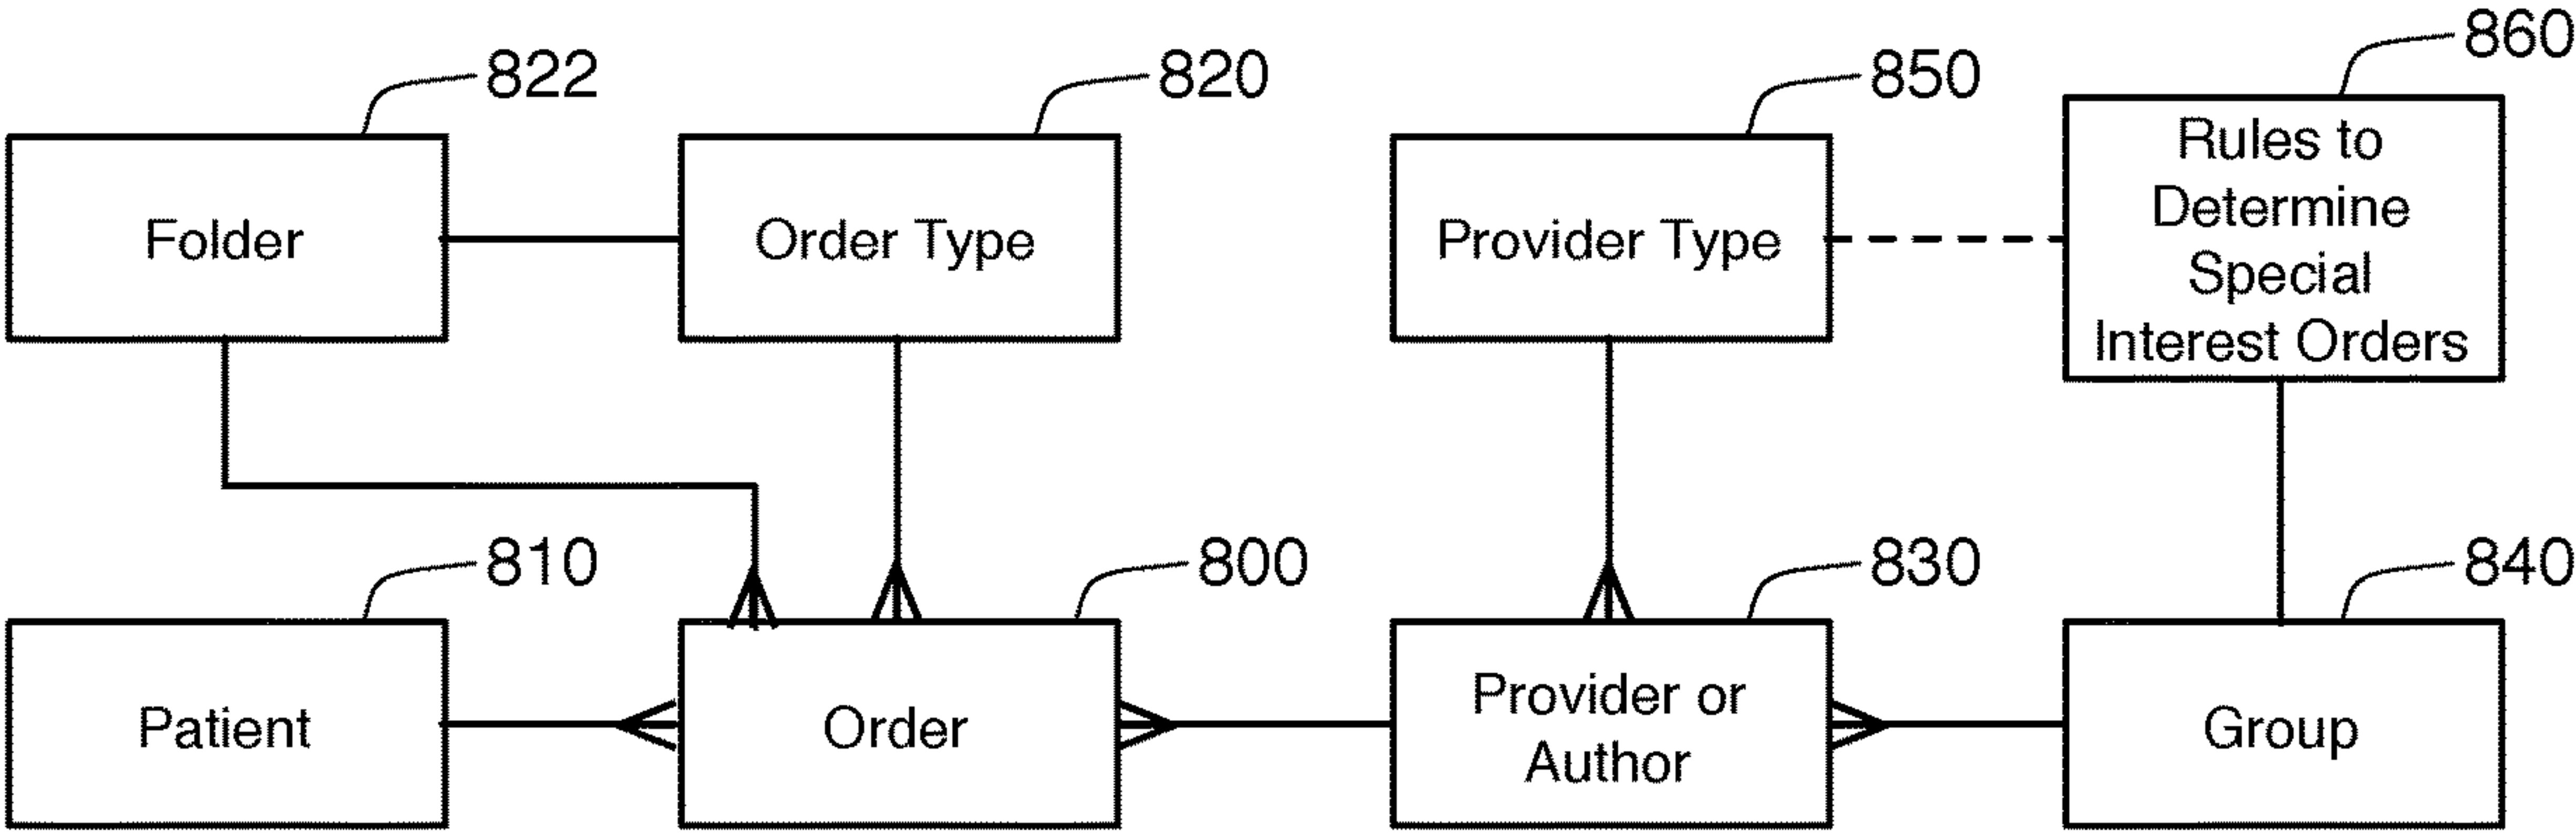 822
820
850
860
Folder
Order Type
Provider Type
Rules to
Determine
Special
Interest Orders
810
800
830
840
Patient
Order
Provider or
Author
Group